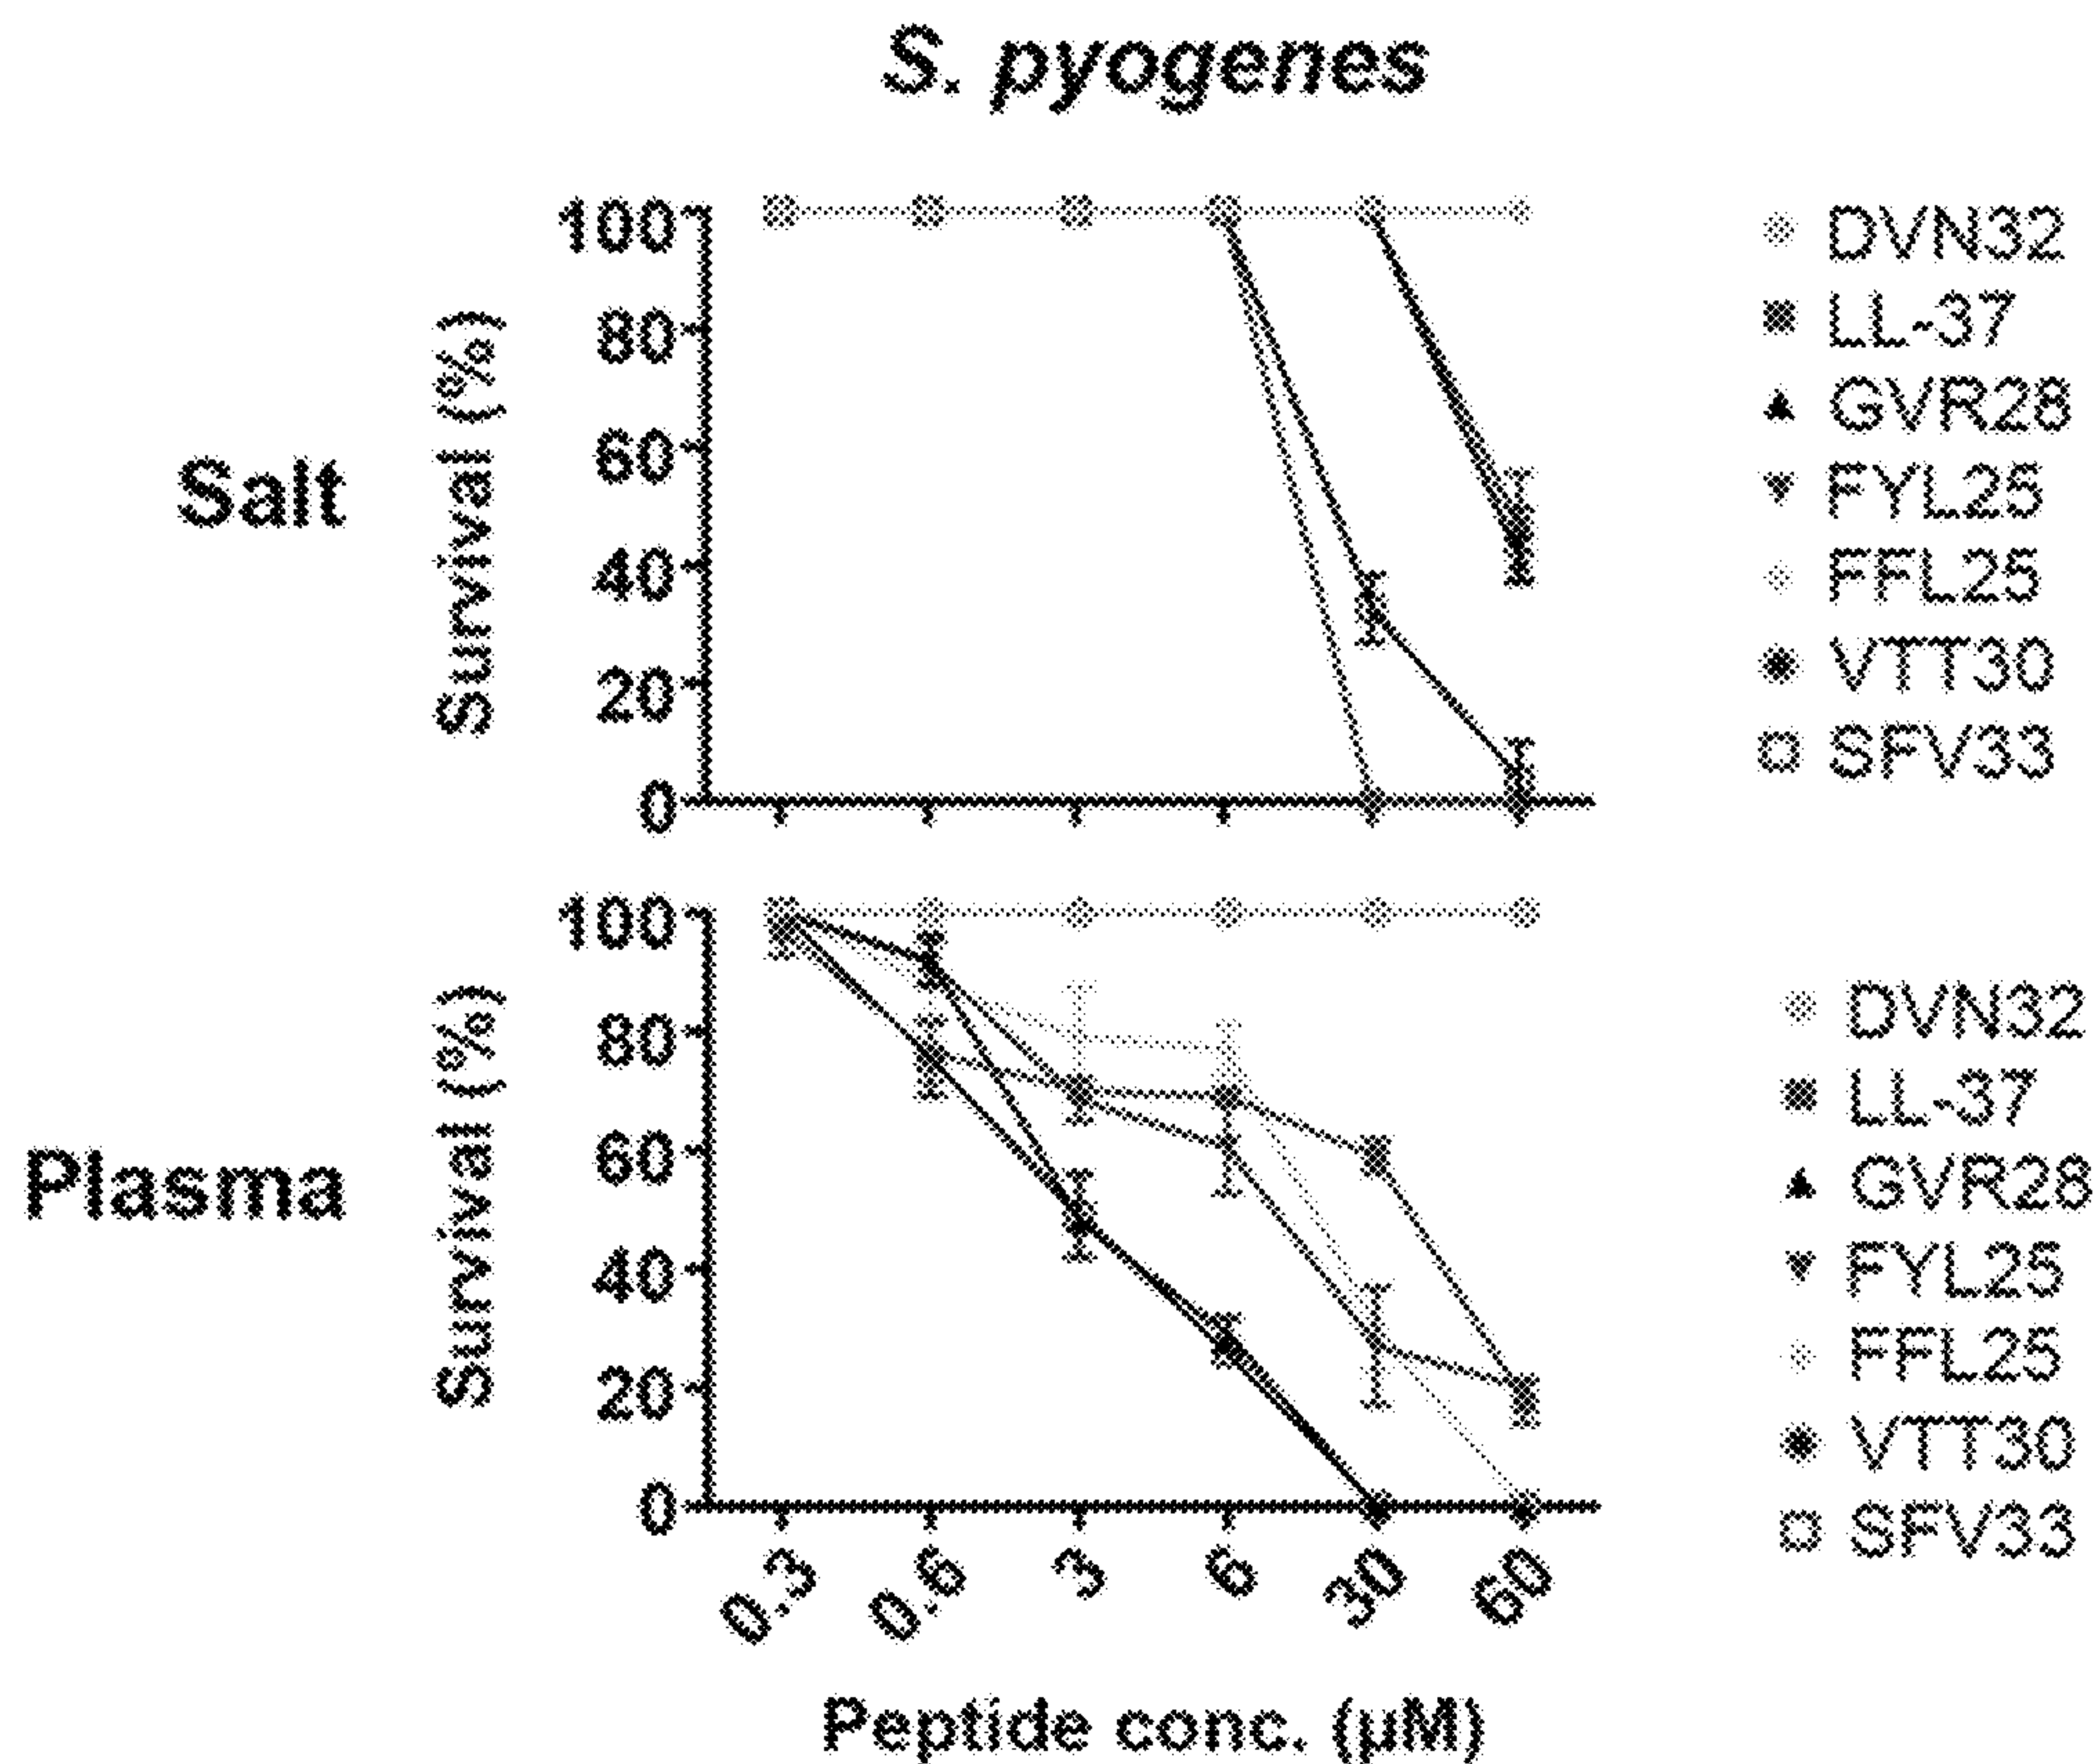 S. pyogenes
Salt
Survival (%)
100
80
60
40
20
0
DVN32
LL-37
GVR28
FYL25
FFL25
VTT30
SFV33
Plasma
Survival (%)
100
80
60
40
20
0
0.3
0.6
3
6
30
60
Peptide conc. (µM)
DVN32
LL-37
GVR28
FYL25
FFL25
VTT30
SFV33